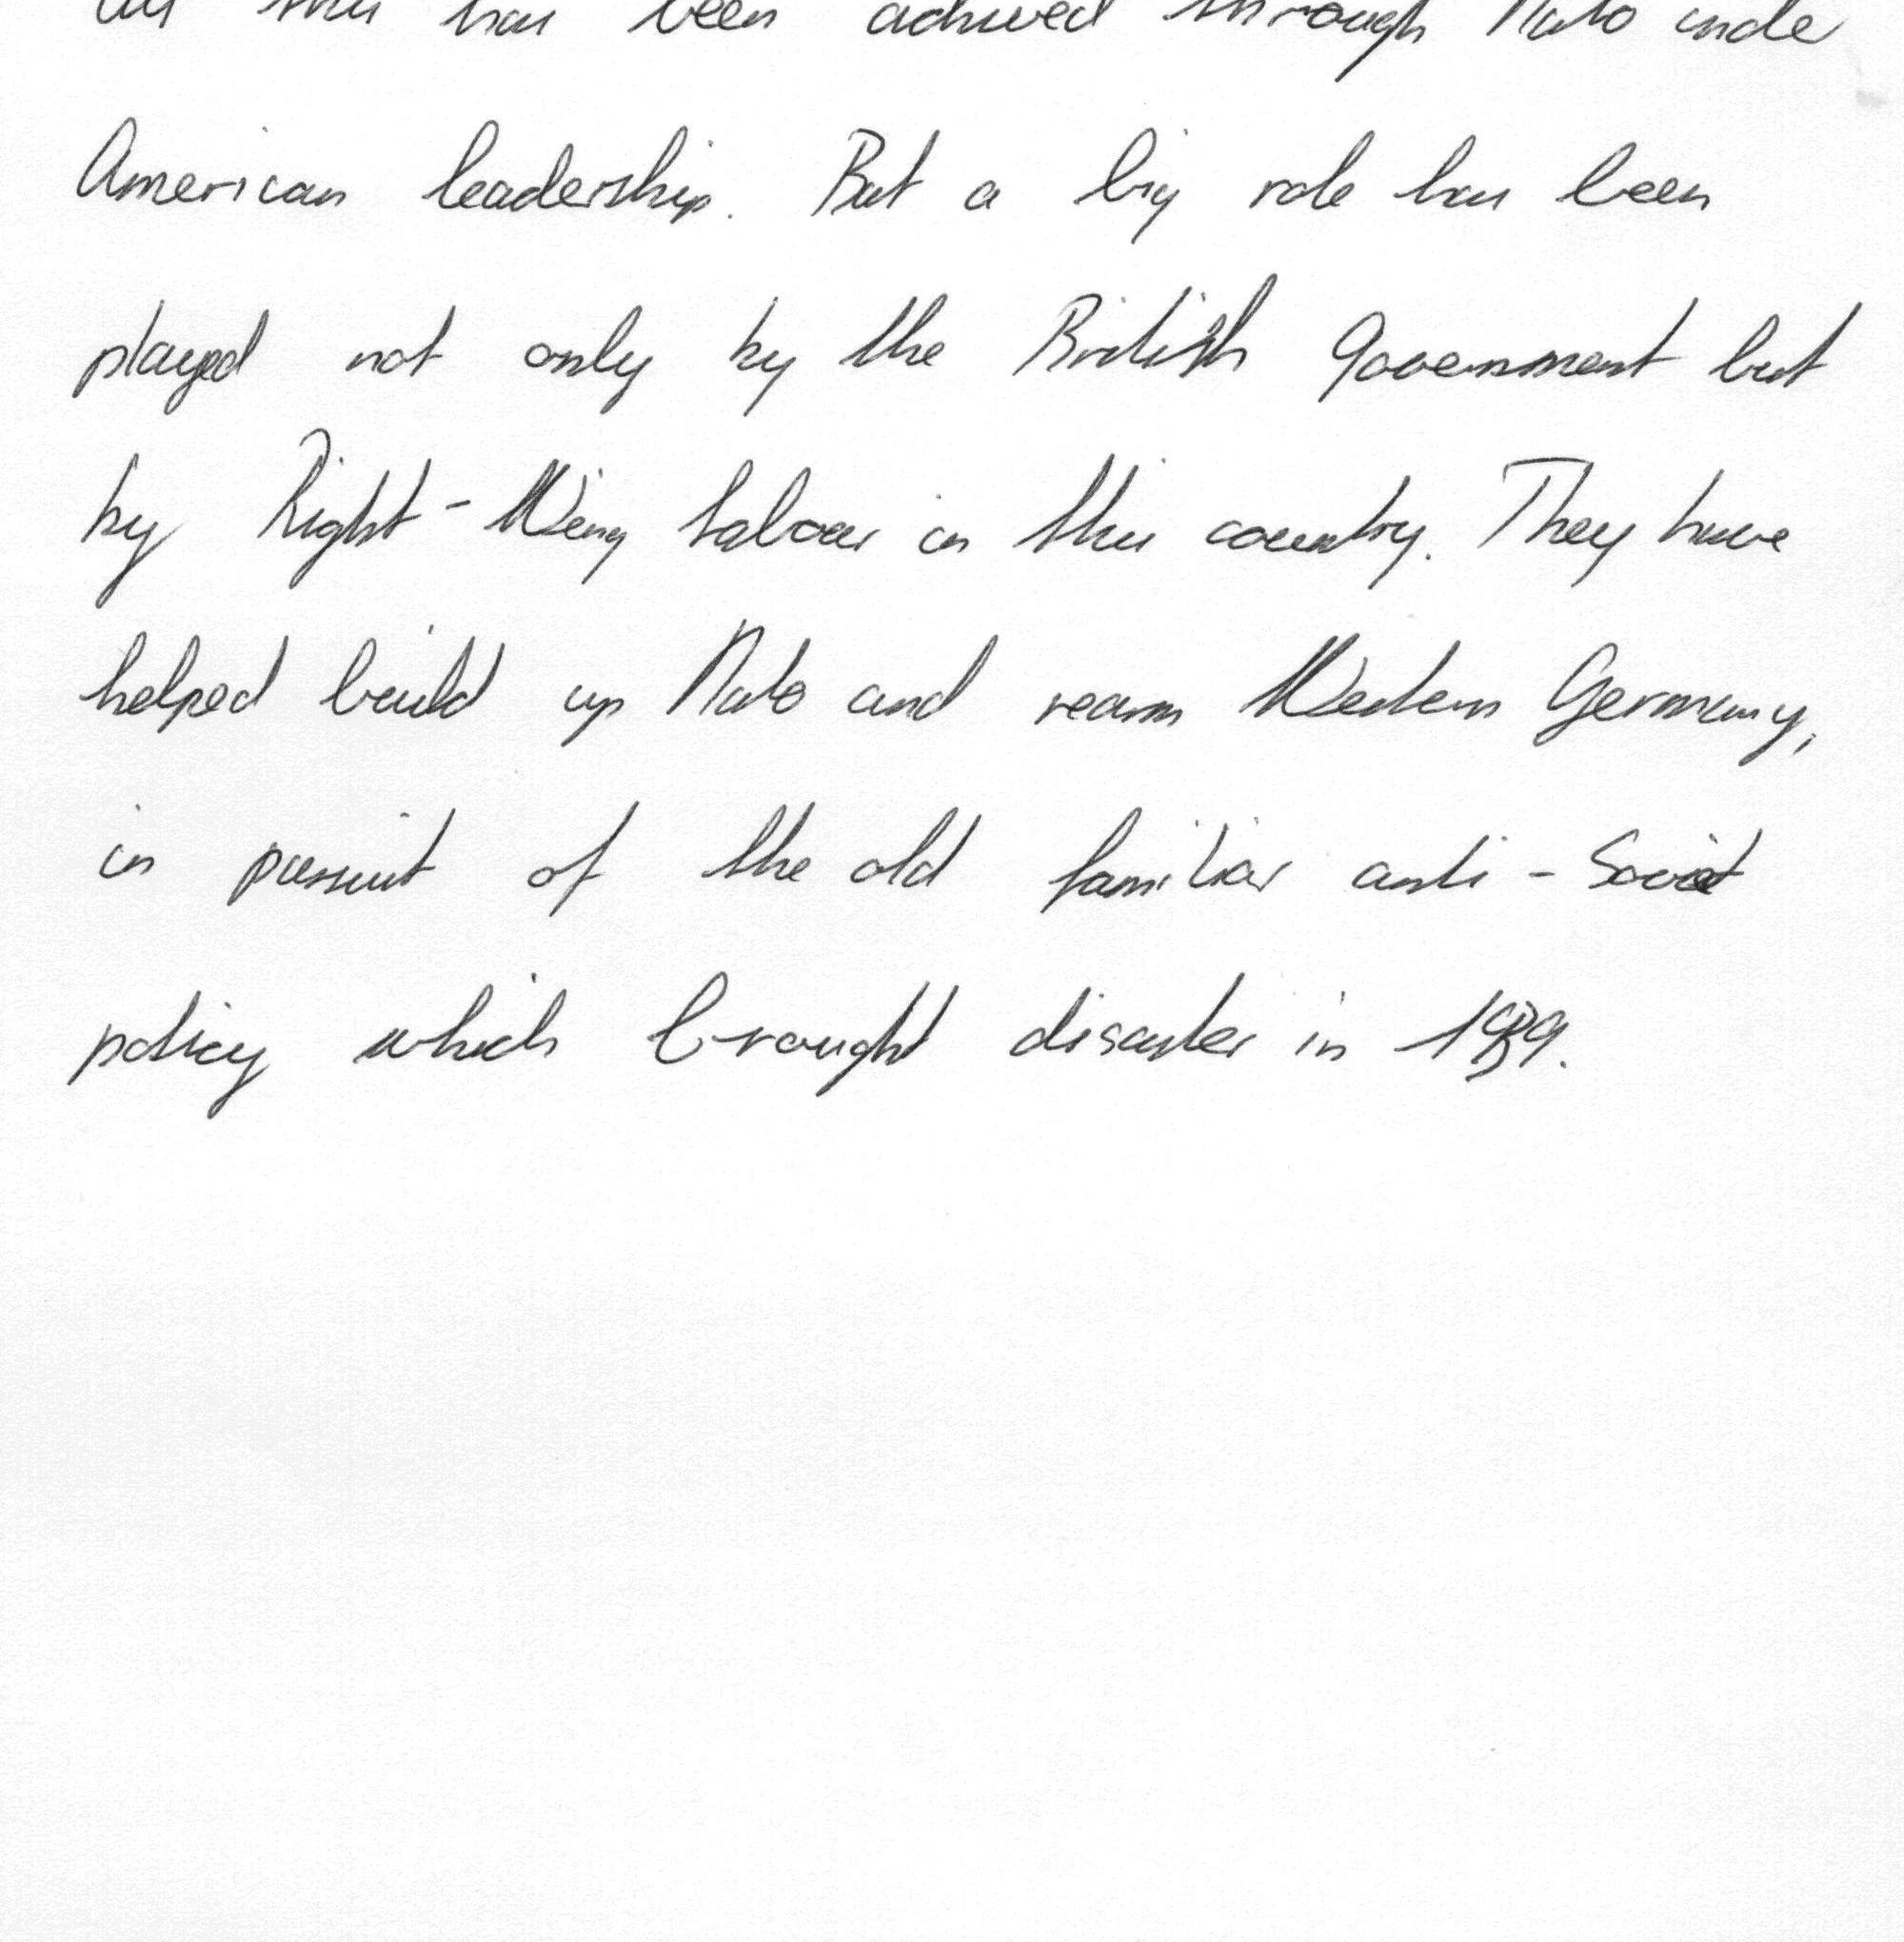 all this has been achieved through Nato under
American leadership. But a big role has been
played not only by the British Government but
by Right-Wing Labour in this country. They have
helped build up Nato and rearm Western Germany,
in pursuit of the old familiar anti-Soviet
policy which brought disaster in 1939.